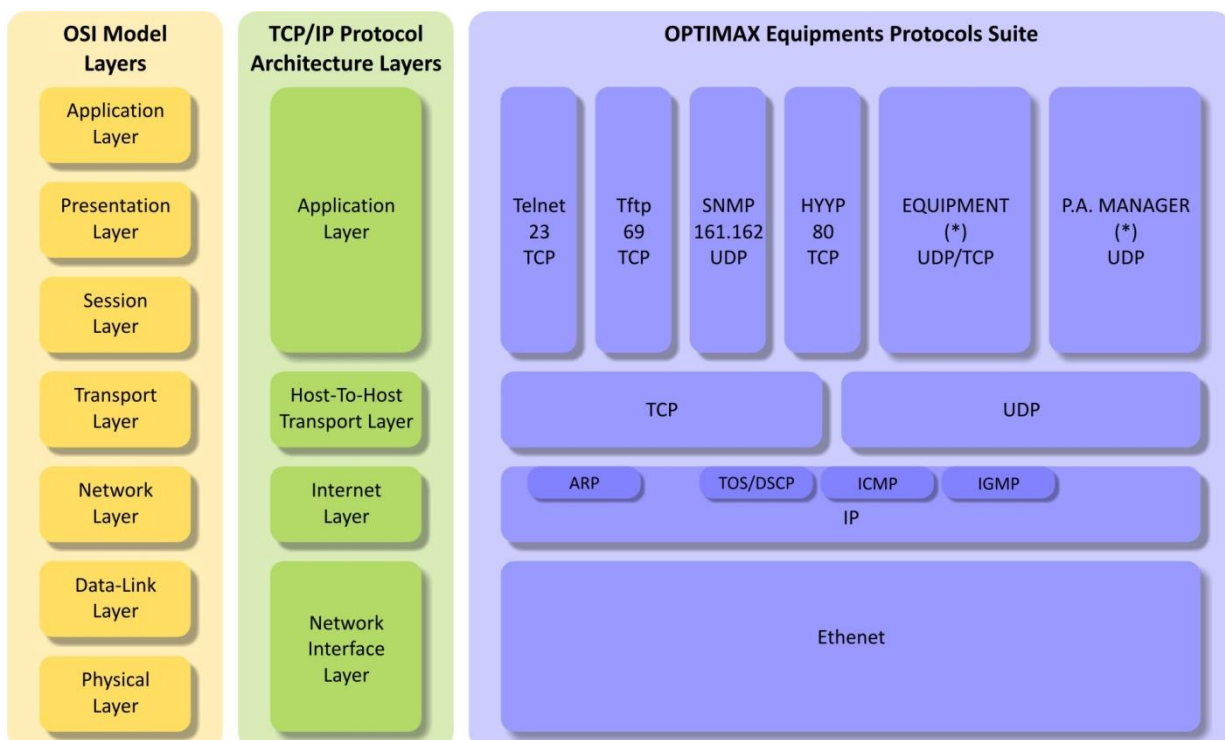 OSI Model
Layers
Application
Layer
Presentation
Layer
Session
Layer
Transport
Layer
Network
Layer
Data-Link
Layer
Physical
Layer
TCP/IP Protocol
Architecture Layers
Application
Layer
Host-To-Host
Transport Layer
Internet
Layer
Network
Interface
Layer
OPTIMAX Equipments Protocols Suite
Telnet
23
TCP
Tftp
69
TCP
SNMP
161.162
UDP
HYYP
80
TCP
EQUIPMENT
(*)
UDP/TCP
P.A. MANAGER
(*)
UDP
TCP
UDP
ARP
TOS/DSCP
ICMP
IGMP
IP
Ethenet